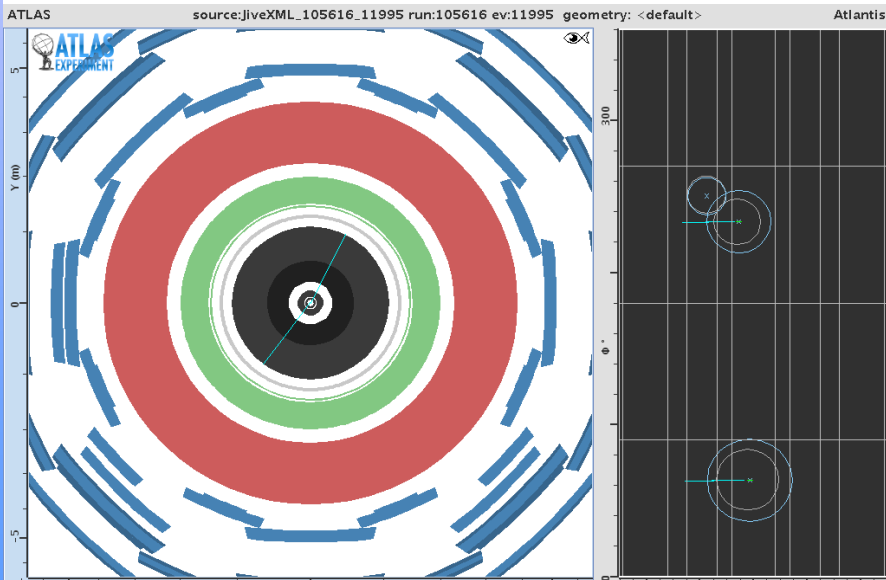 ATLAS source:JiveXML_105616_11995 run:105616 ev:11995 geometry: <default> Atlantis
ATLAS
EXPERIMENT
5
Y (m)
0
-5
300
Φ °
0